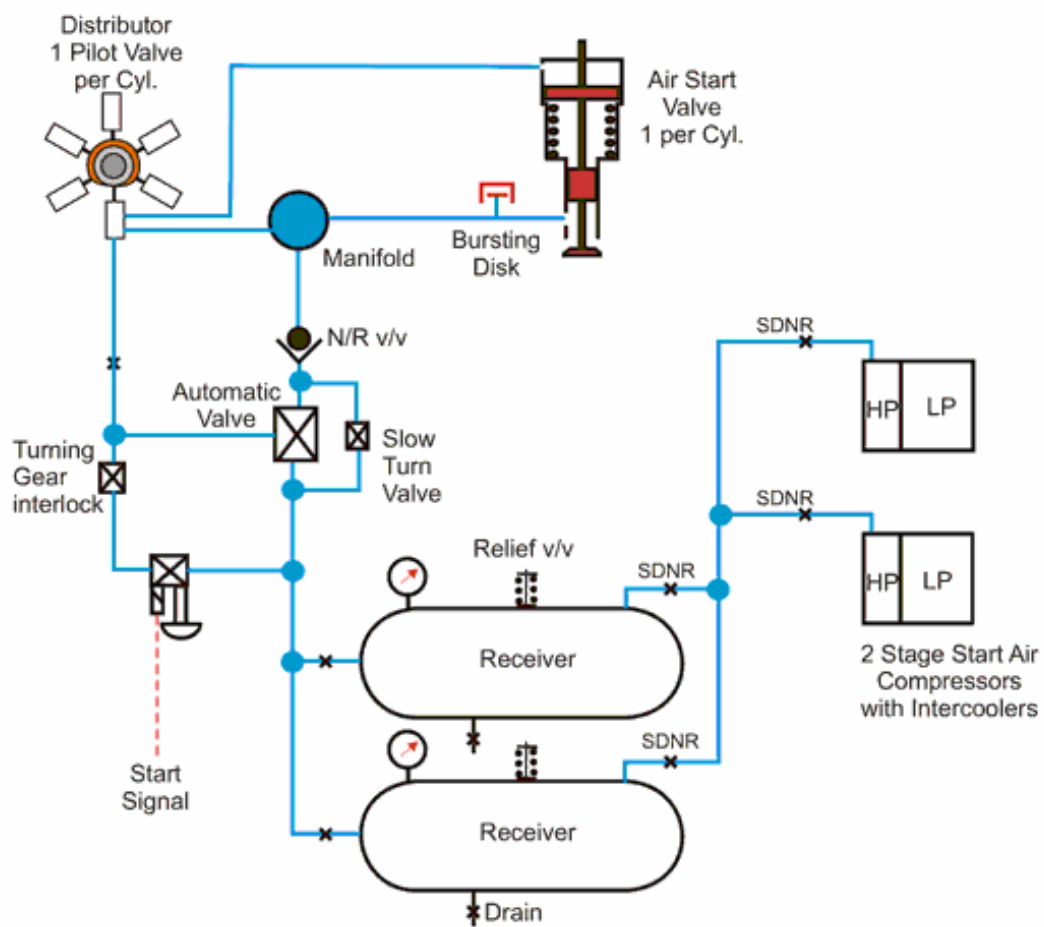 Distributor
1 Pilot Valve
per Cyl.
Air Start
Valve
1 per Cyl.
Manifold
Bursting
Disk
N/R v/v
SDNR
HP
LP
Automatic
Valve
Slow
Turn
Valve
Turning
Gear
interlock
SDNR
HP
LP
Relief v/v
SDNR
Receiver
2 Stage Start Air
Compressors
with Intercoolers
SDNR
Start
Signal
Receiver
Drain